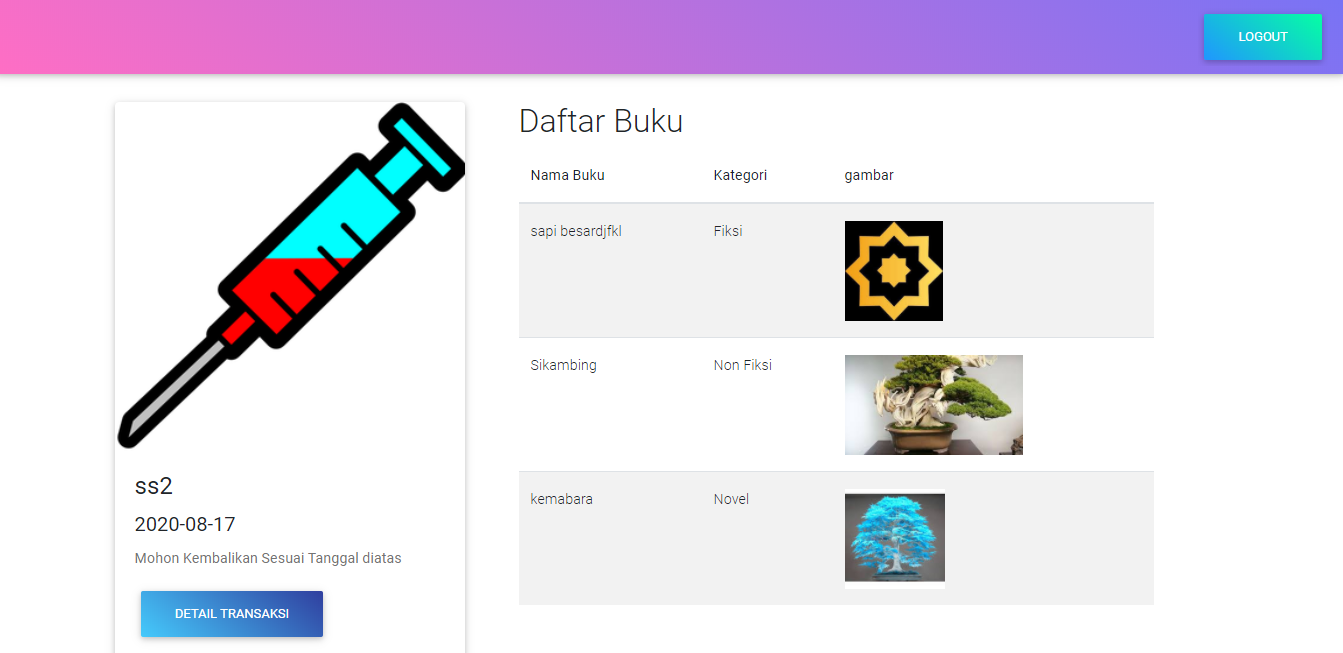 LOGOUT
ss2
2020-08-17
Mohon Kembalikan Sesuai Tanggal diatas
DETAIL TRANSAKSI
Daftar Buku
Nama Buku Kategori gambar
sapi besardjfkl Fiksi
Sikambing Non Fiksi
kemabara Novel